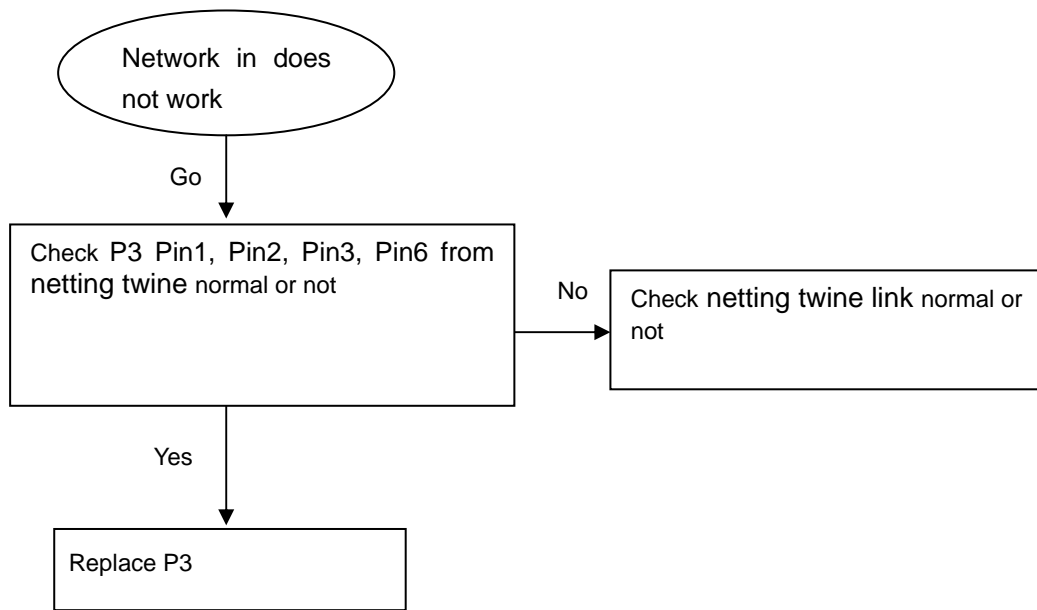 Network in does
not work
Go
Check P3 Pin1, Pin2, Pin3, Pin6 from
netting twine normal or not
No
Check netting twine link normal or
not
Yes
Replace P3